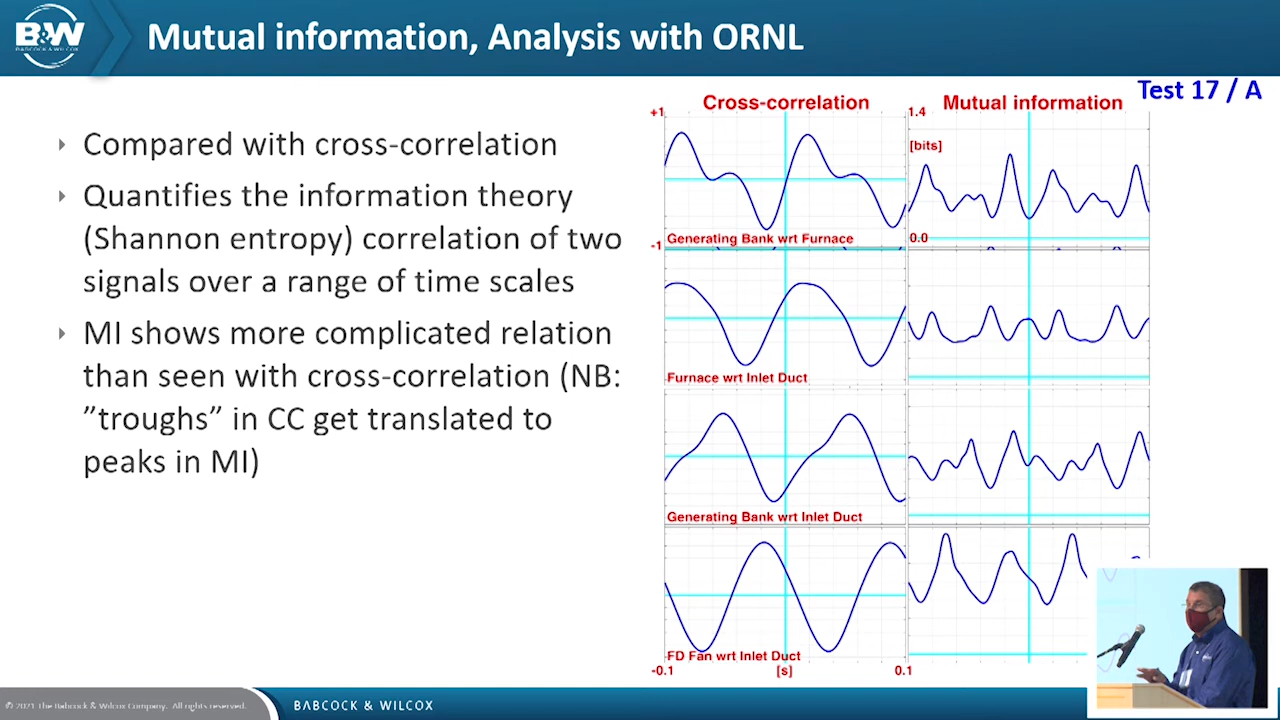 B&W
BABCOCK & WILCOX
Mutual information, Analysis with ORNL
Test 17 / A
Compared with cross-correlation
Quantifies the information theory
(Shannon entropy) correlation of two
signals over a range of time scales
MI shows more complicated relation
than seen with cross-correlation (NB:
”troughs” in CC get translated to
peaks in MI)
Cross-correlation
Mutual information
+1
1.4
[bits]
-1
Generating Bank wrt Furnace
0.0
Furnace wrt Inlet Duct
Generating Bank wrt Inlet Duct
FD Fan wrt Inlet Duct
-0.1
[s]
0.1
© 2021 The Babcock & Wilcox Company. All rights reserved.
BABCOCK & WILCOX